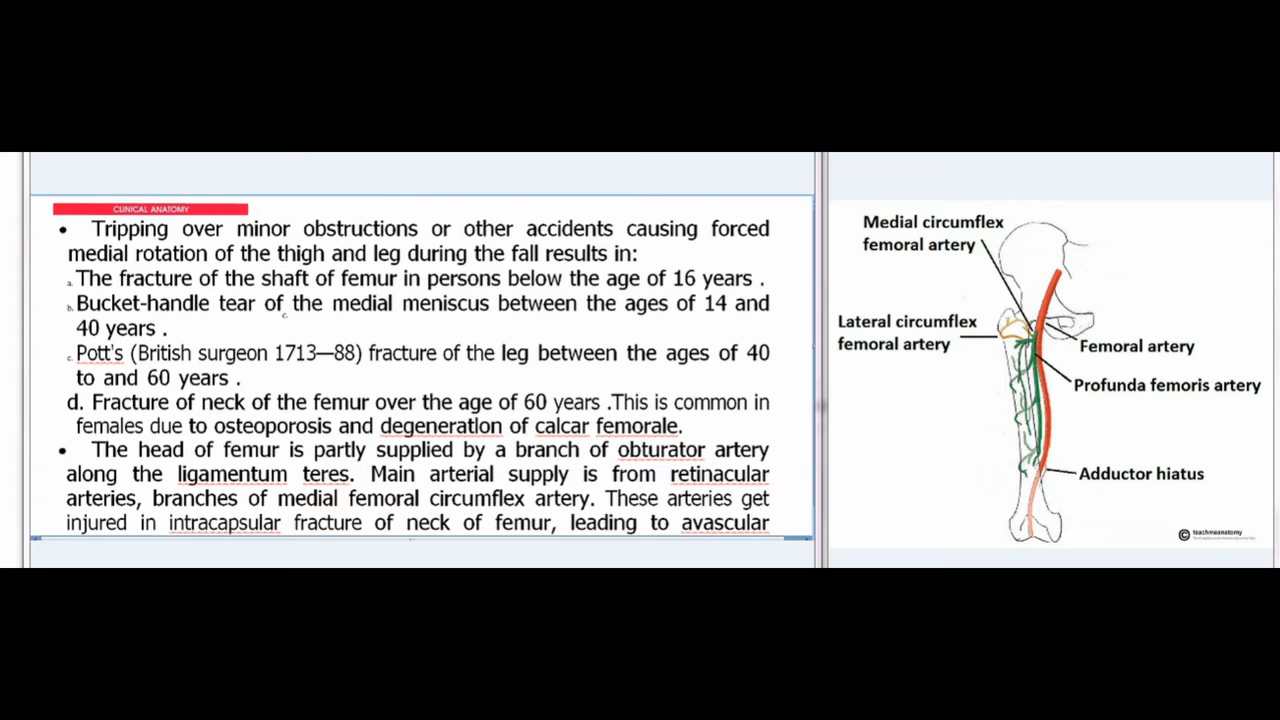 CLINICAL ANATOMY
• Tripping over minor obstructions or other accidents causing forced
medial rotation of the thigh and leg during the fall results in:
a. The fracture of the shaft of femur in persons below the age of 16 years .
b. Bucket-handle tear of the medial meniscus between the ages of 14 and
c.
40 years .
c. Pott's (British surgeon 1713—88) fracture of the leg between the ages of 40
to and 60 years .
d. Fracture of neck of the femur over the age of 60 years .This is common in
females due to osteoporosis and degeneration of calcar femorale.
• The head of femur is partly supplied by a branch of obturator artery
along the ligamentum teres. Main arterial supply is from retinacular
arteries, branches of medial femoral circumflex artery. These arteries get
injured in intracapsular fracture of neck of femur, leading to avascular
Medial circumflex
femoral artery
Lateral circumflex
femoral artery
Femoral artery
Profunda femoris artery
Adductor hiatus
© teachmeanatomy